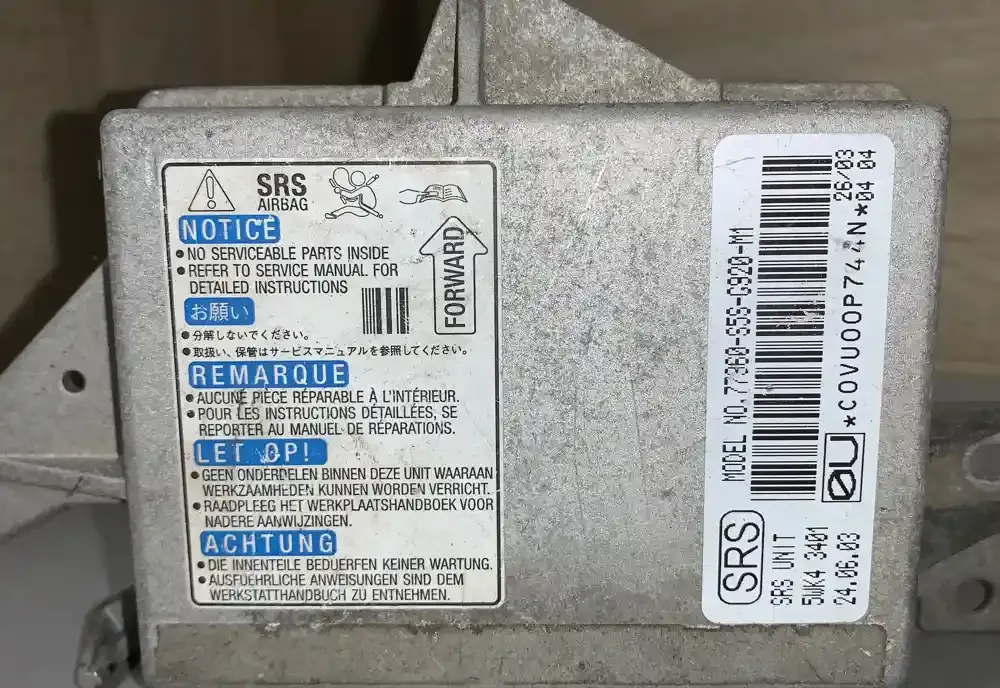 SRS
AIRBAG
NOTICE
• NO SERVICEABLE PARTS INSIDE
• REFER TO SERVICE MANUAL FOR
DETAILED INSTRUCTIONS
FORWARD
お願い
• 分解しないでください。
• 取扱い、保管はサービスマニュアルを参照してください。
REMARQUE
• AUCUNE PIÈCE RÉPARABLE À L'INTÉRIEUR.
• POUR LES INSTRUCTIONS DÉTAILLÉES, SE
REPORTER AU MANUEL DE RÉPARATIONS.
LET OP!
• GEEN ONDERDELEN BINNEN DEZE UNIT WAARAAN
WERKZAAMHEDEN KUNNEN WORDEN VERRICHT.
• RAADPLEEG HET WERKPLAATSHANDBOEK VOOR
NADERE AANWIJZINGEN.
ACHTUNG
• DIE INNENTEILE BEDUERFEN KEINER WARTUNG.
• AUSFUEHRLICHE ANWEISUNGEN SIND DEM
WERKSTATTHANDBUCH ZU ENTNEHMEN.
SRS
MODEL NO.77360-S5S-G920-M1
SRS UNIT
5WK4 3401
24.06.03
0U
*COVUOOP744N*
26/03
04 04